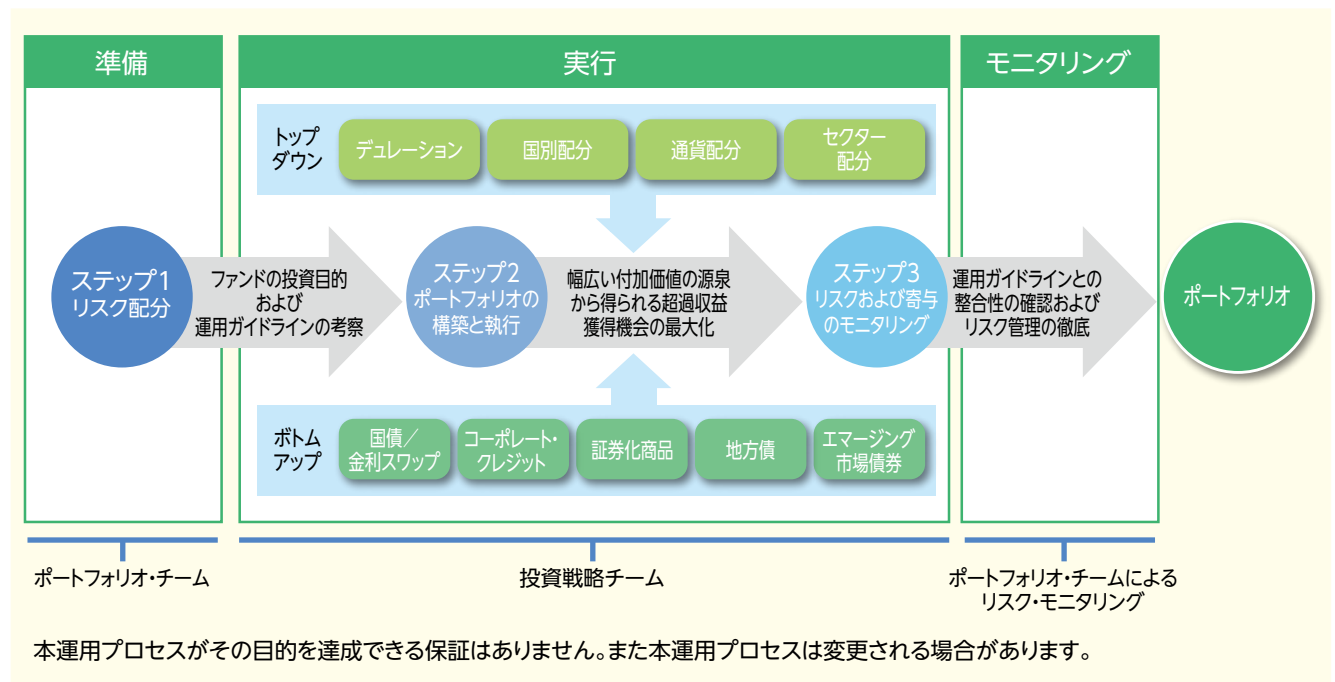 準備
実行
モニタリング
トップ
ダウン
デュレーション
国別配分
通貨配分
セクター
配分
ステップ1
リスク配分
ファンドの投資目的
および
運用ガイドラインの考察
ステップ2
ポートフォリオの
構築と執行
幅広い付加価値の源泉
から得られる超過収益
獲得機会の最大化
ステップ3
リスクおよび寄与
のモニタリング
運用ガイドラインとの
整合性の確認および
リスク管理の徹底
ポートフォリオ
ボトム
アップ
国債／
金利スワップ
コーポレート・
クレジット
証券化商品
地方債
エマージング
市場債券
ポートフォリオ・チーム
投資戦略チーム
ポートフォリオ・チームによる
リスク・モニタリング
本運用プロセスがその目的を達成できる保証はありません。また本運用プロセスは変更される場合があります。